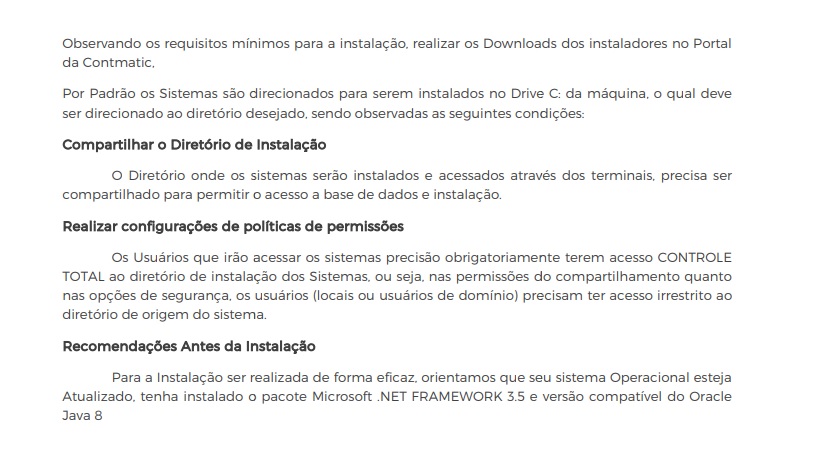 Observando os requisitos mínimos para a instalação, realizar os Downloads dos instaladores no Portal
da Contmatic,
Por Padrão os Sistemas são direcionados para serem instalados no Drive C: da máquina, o qual deve
ser direcionado ao diretório desejado, sendo observadas as seguintes condições:
Compartilhar o Diretório de Instalação
O Diretório onde os sistemas serão instalados e acessados através dos terminais, precisa ser
compartilhado para permitir o acesso a base de dados e instalação.
Realizar configurações de políticas de permissões
Os Usuários que irão acessar os sistemas precisão obrigatoriamente terem acesso CONTROLE
TOTAL ao diretório de instalação dos Sistemas, ou seja, nas permissões do compartilhamento quanto
nas opções de segurança, os usuários (locais ou usuários de domínio) precisam ter acesso irrestrito ao
diretório de origem do sistema.
Recomendações Antes da Instalação
Para a Instalação ser realizada de forma eficaz, orientamos que seu sistema Operacional esteja
Atualizado, tenha instalado o pacote Microsoft .NET FRAMEWORK 3.5 e versão compatível do Oracle
Java 8